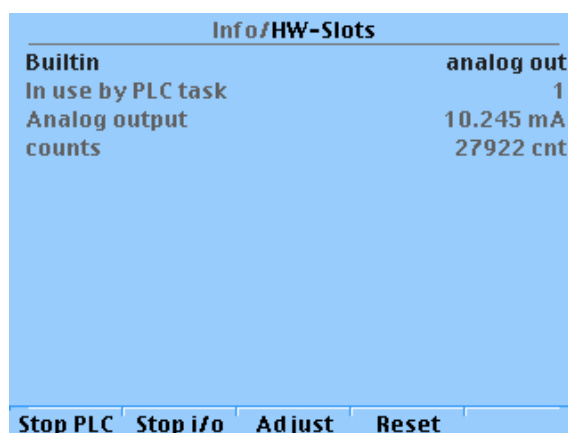 Info/HW-Slots
Builtin analog out
In use by PLC task 1
Analog output 10.245 mA
counts 27922 cnt
Stop PLC Stop i/o Adjust Reset